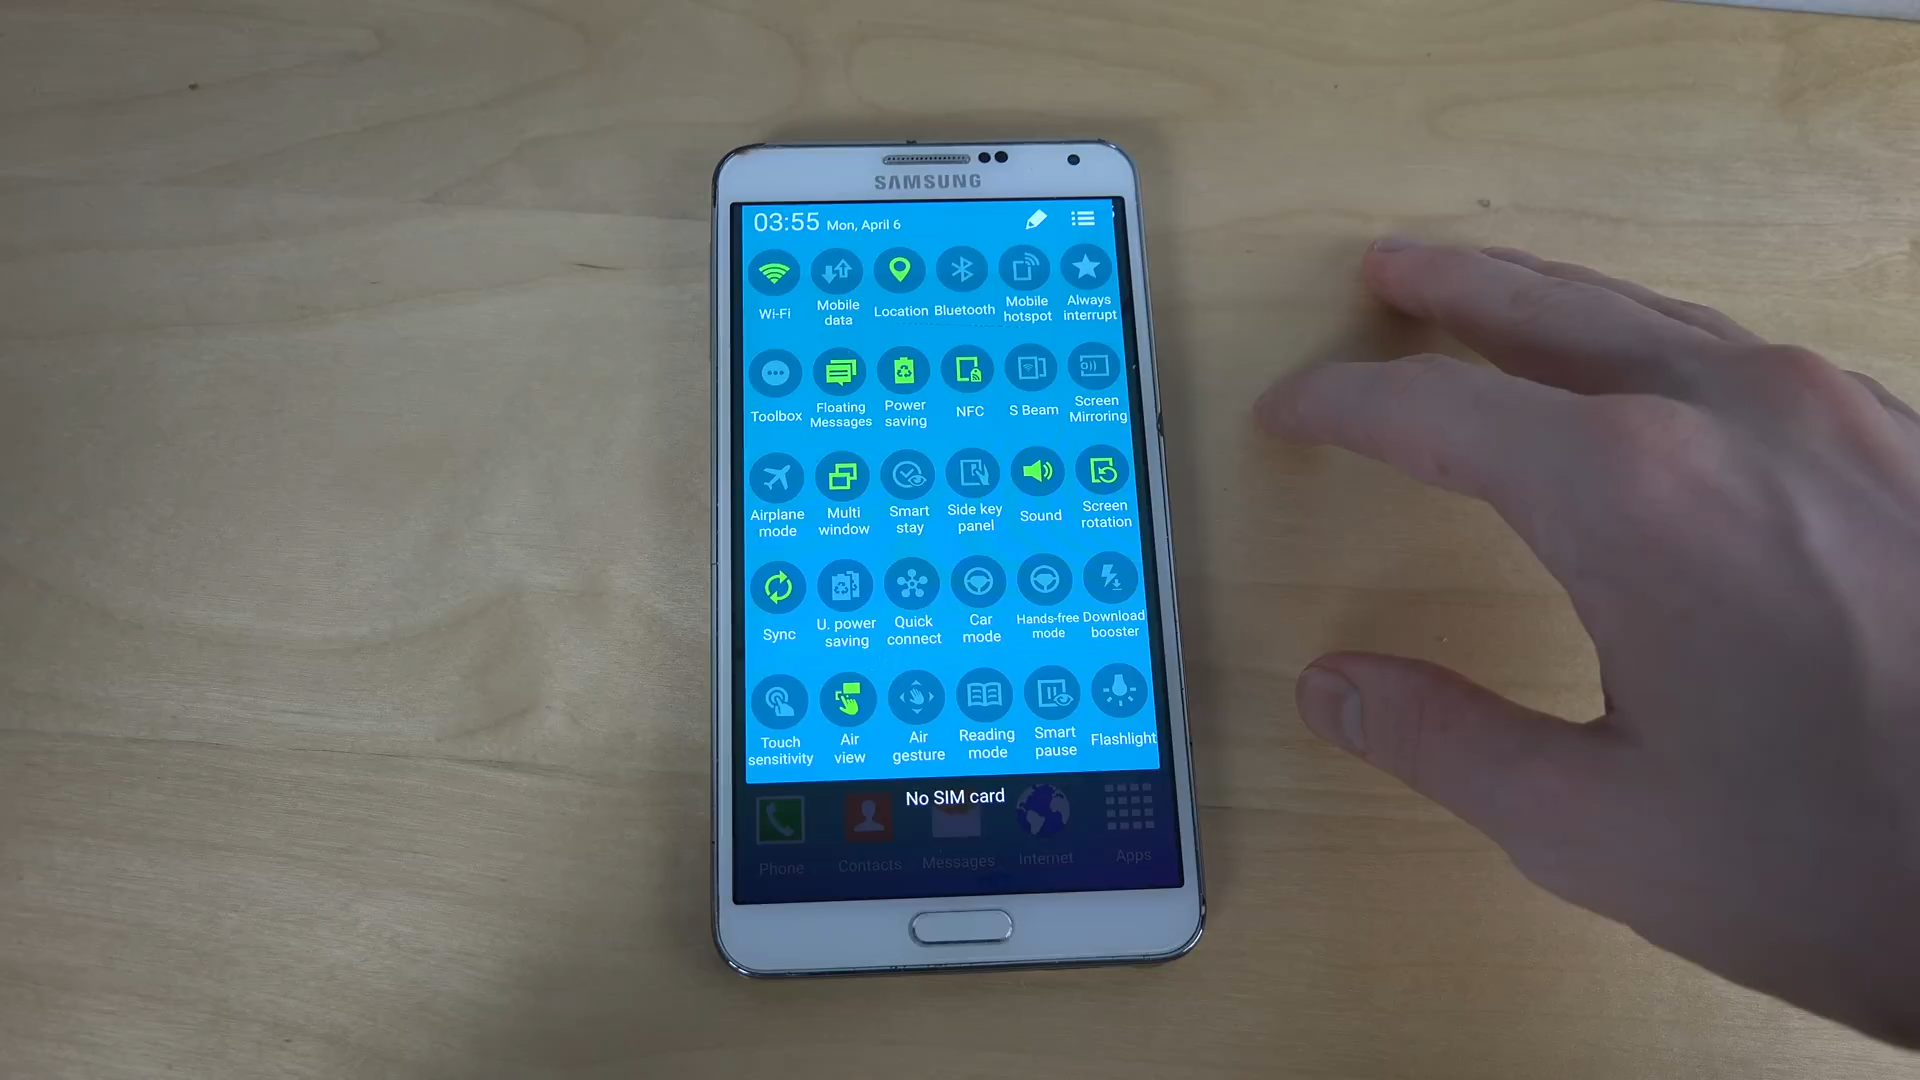 SAMSUNG
03:55 Mon, April 6
Wi-Fi
Mobile
data
Location
Bluetooth
Mobile
hotspot
Always
interrupt
Toolbox
Floating
Messages
Power
saving
NFC
S Beam
Screen
Mirroring
Airplane
mode
Multi
window
Smart
stay
Side key
panel
Sound
Screen
rotation
Sync
U. power
saving
Quick
connect
Car
mode
Hands-free
mode
Download
booster
Touch
sensitivity
Air
view
Air
gesture
Reading
mode
Smart
pause
Flashlight
No SIM card
Phone
Contacts
Messages
Internet
Apps